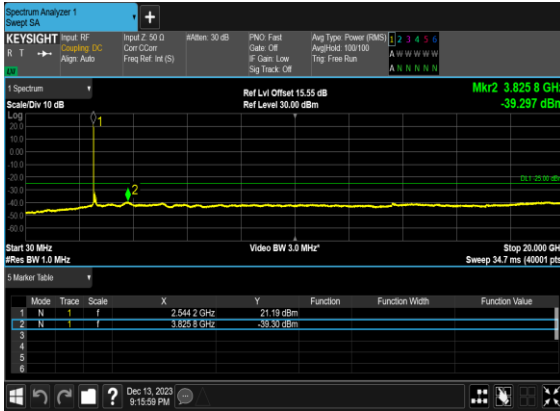 Spectrum Analyzer 1
Swept SA
+
KEYSIGHT Input: RF Input Z: 50 Ω #Atten: 30 dB PNO: Fast Avg Type: Power (RMS) 1 2 3 4 5 6
R T Coupling: DC Corr CCorr Gate: Off Avg|Hold: 100/100 A W W W W W
Align: Auto Freq Ref: Int (S) IF Gain: Low Trig: Free Run
Sig Track: Off A N N N N N
1 Spectrum Ref Lvl Offset 15.55 dB Mkr2 3.825 8 GHz
Scale/Div 10 dB Ref Level 30.00 dBm -39.297 dBm
Log
1
20.0
10.0
0.00
-10.0
-20.0 DL1 -25.00 dBm
-30.0 2
-40.0
-50.0
-60.0
Start 30 MHz Video BW 3.0 MHz* Stop 20.000 GHz
#Res BW 1.0 MHz Sweep 34.7 ms (40001 pts)
5 Marker Table
Mode Trace Scale X Y Function Function Width Function Value
1 N 1 f 2.544 2 GHz 21.19 dBm
2 N 1 f 3.825 8 GHz -39.30 dBm
3
4
5
6
? Dec 13, 2023
9:15:59 PM